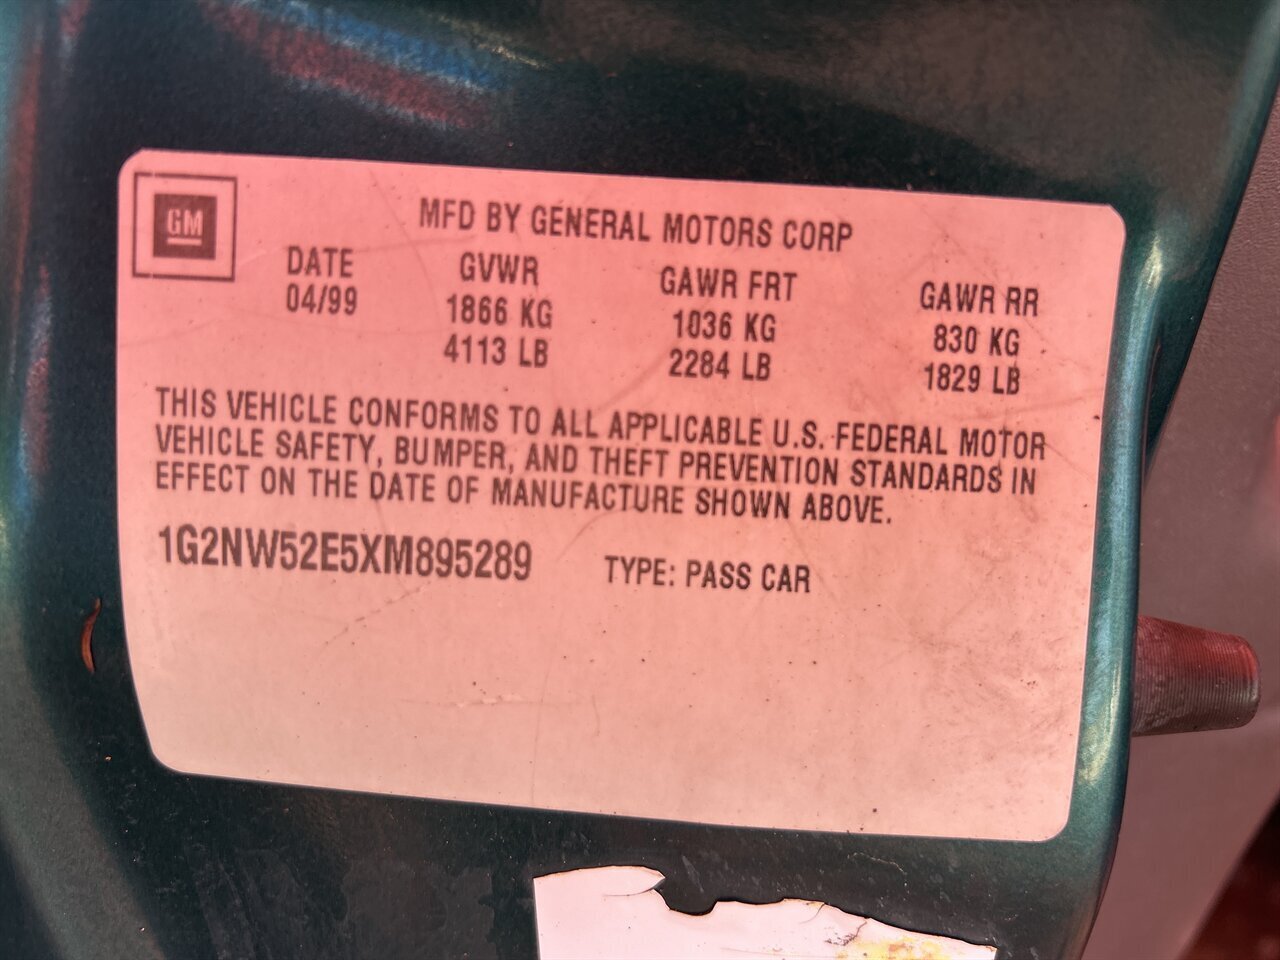 GM
MFD BY GENERAL MOTORS CORP
DATE GVWR GAWR FRT GAWR RR
04/99 1866 KG 1036 KG 830 KG
4113 LB 2284 LB 1829 LB
THIS VEHICLE CONFORMS TO ALL APPLICABLE U.S. FEDERAL MOTOR
VEHICLE SAFETY, BUMPER, AND THEFT PREVENTION STANDARDS IN
EFFECT ON THE DATE OF MANUFACTURE SHOWN ABOVE.
1G2NW52E5XM895289 TYPE: PASS CAR